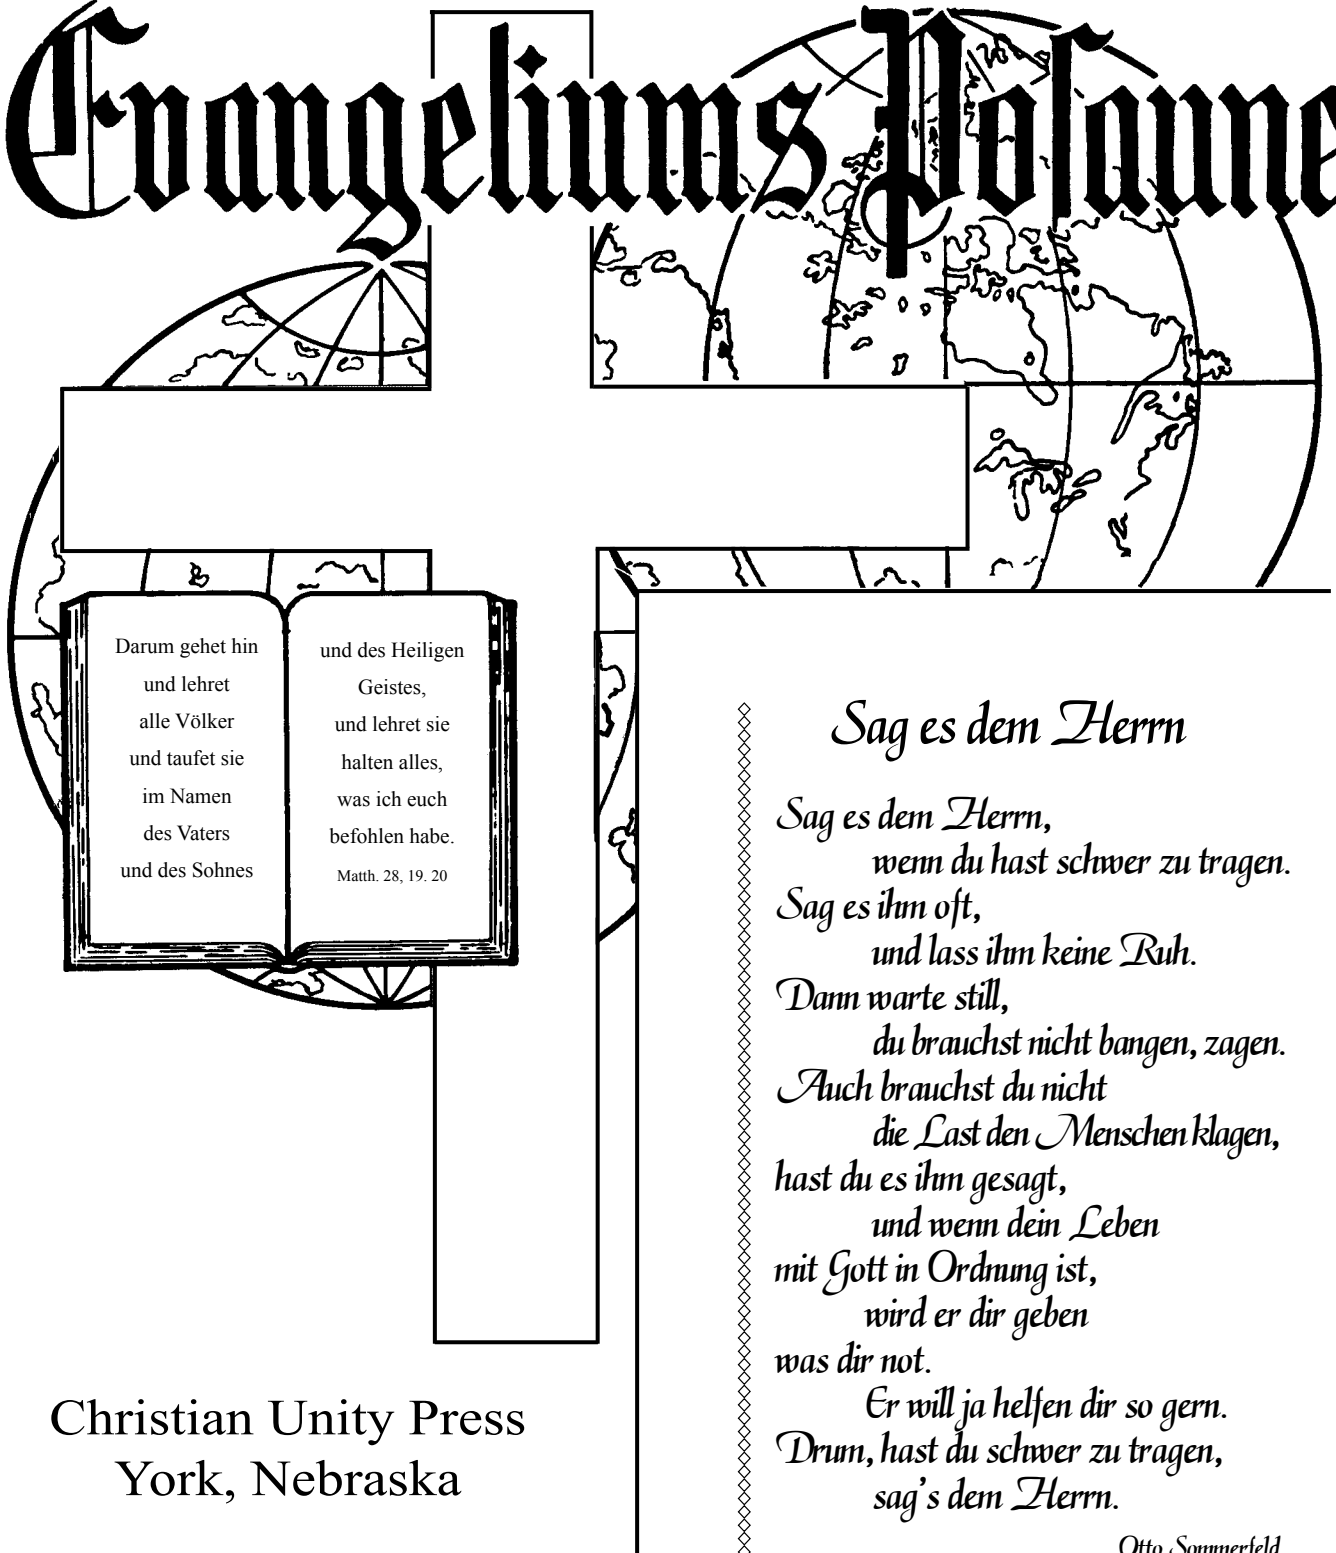 Evangeliums Posaune
Darum gehet hin
und lehret
alle Völker
und taufet sie
im Namen
des Vaters
und des Sohnes
und des Heiligen
Geistes,
und lehret sie
halten alles,
was ich euch
befohlen habe.
Matth. 28, 19. 20
Sag es dem Herrn
Sag es dem Herrn,
wenn du hast schwer zu tragen.
Sag es ihm oft,
und lass ihm keine Ruh.
Dann warte still,
du brauchst nicht bangen, zagen.
Auch brauchst du nicht
die Last den Menschen klagen,
hast du es ihm gesagt,
und wenn dein Leben
mit Gott in Ordnung ist,
wird er dir geben
was dir not.
Er will ja helfen dir so gern.
Drum, hast du schwer zu tragen,
sag's dem Herrn.
Otto Sommerfeld
Christian Unity Press
York, Nebraska